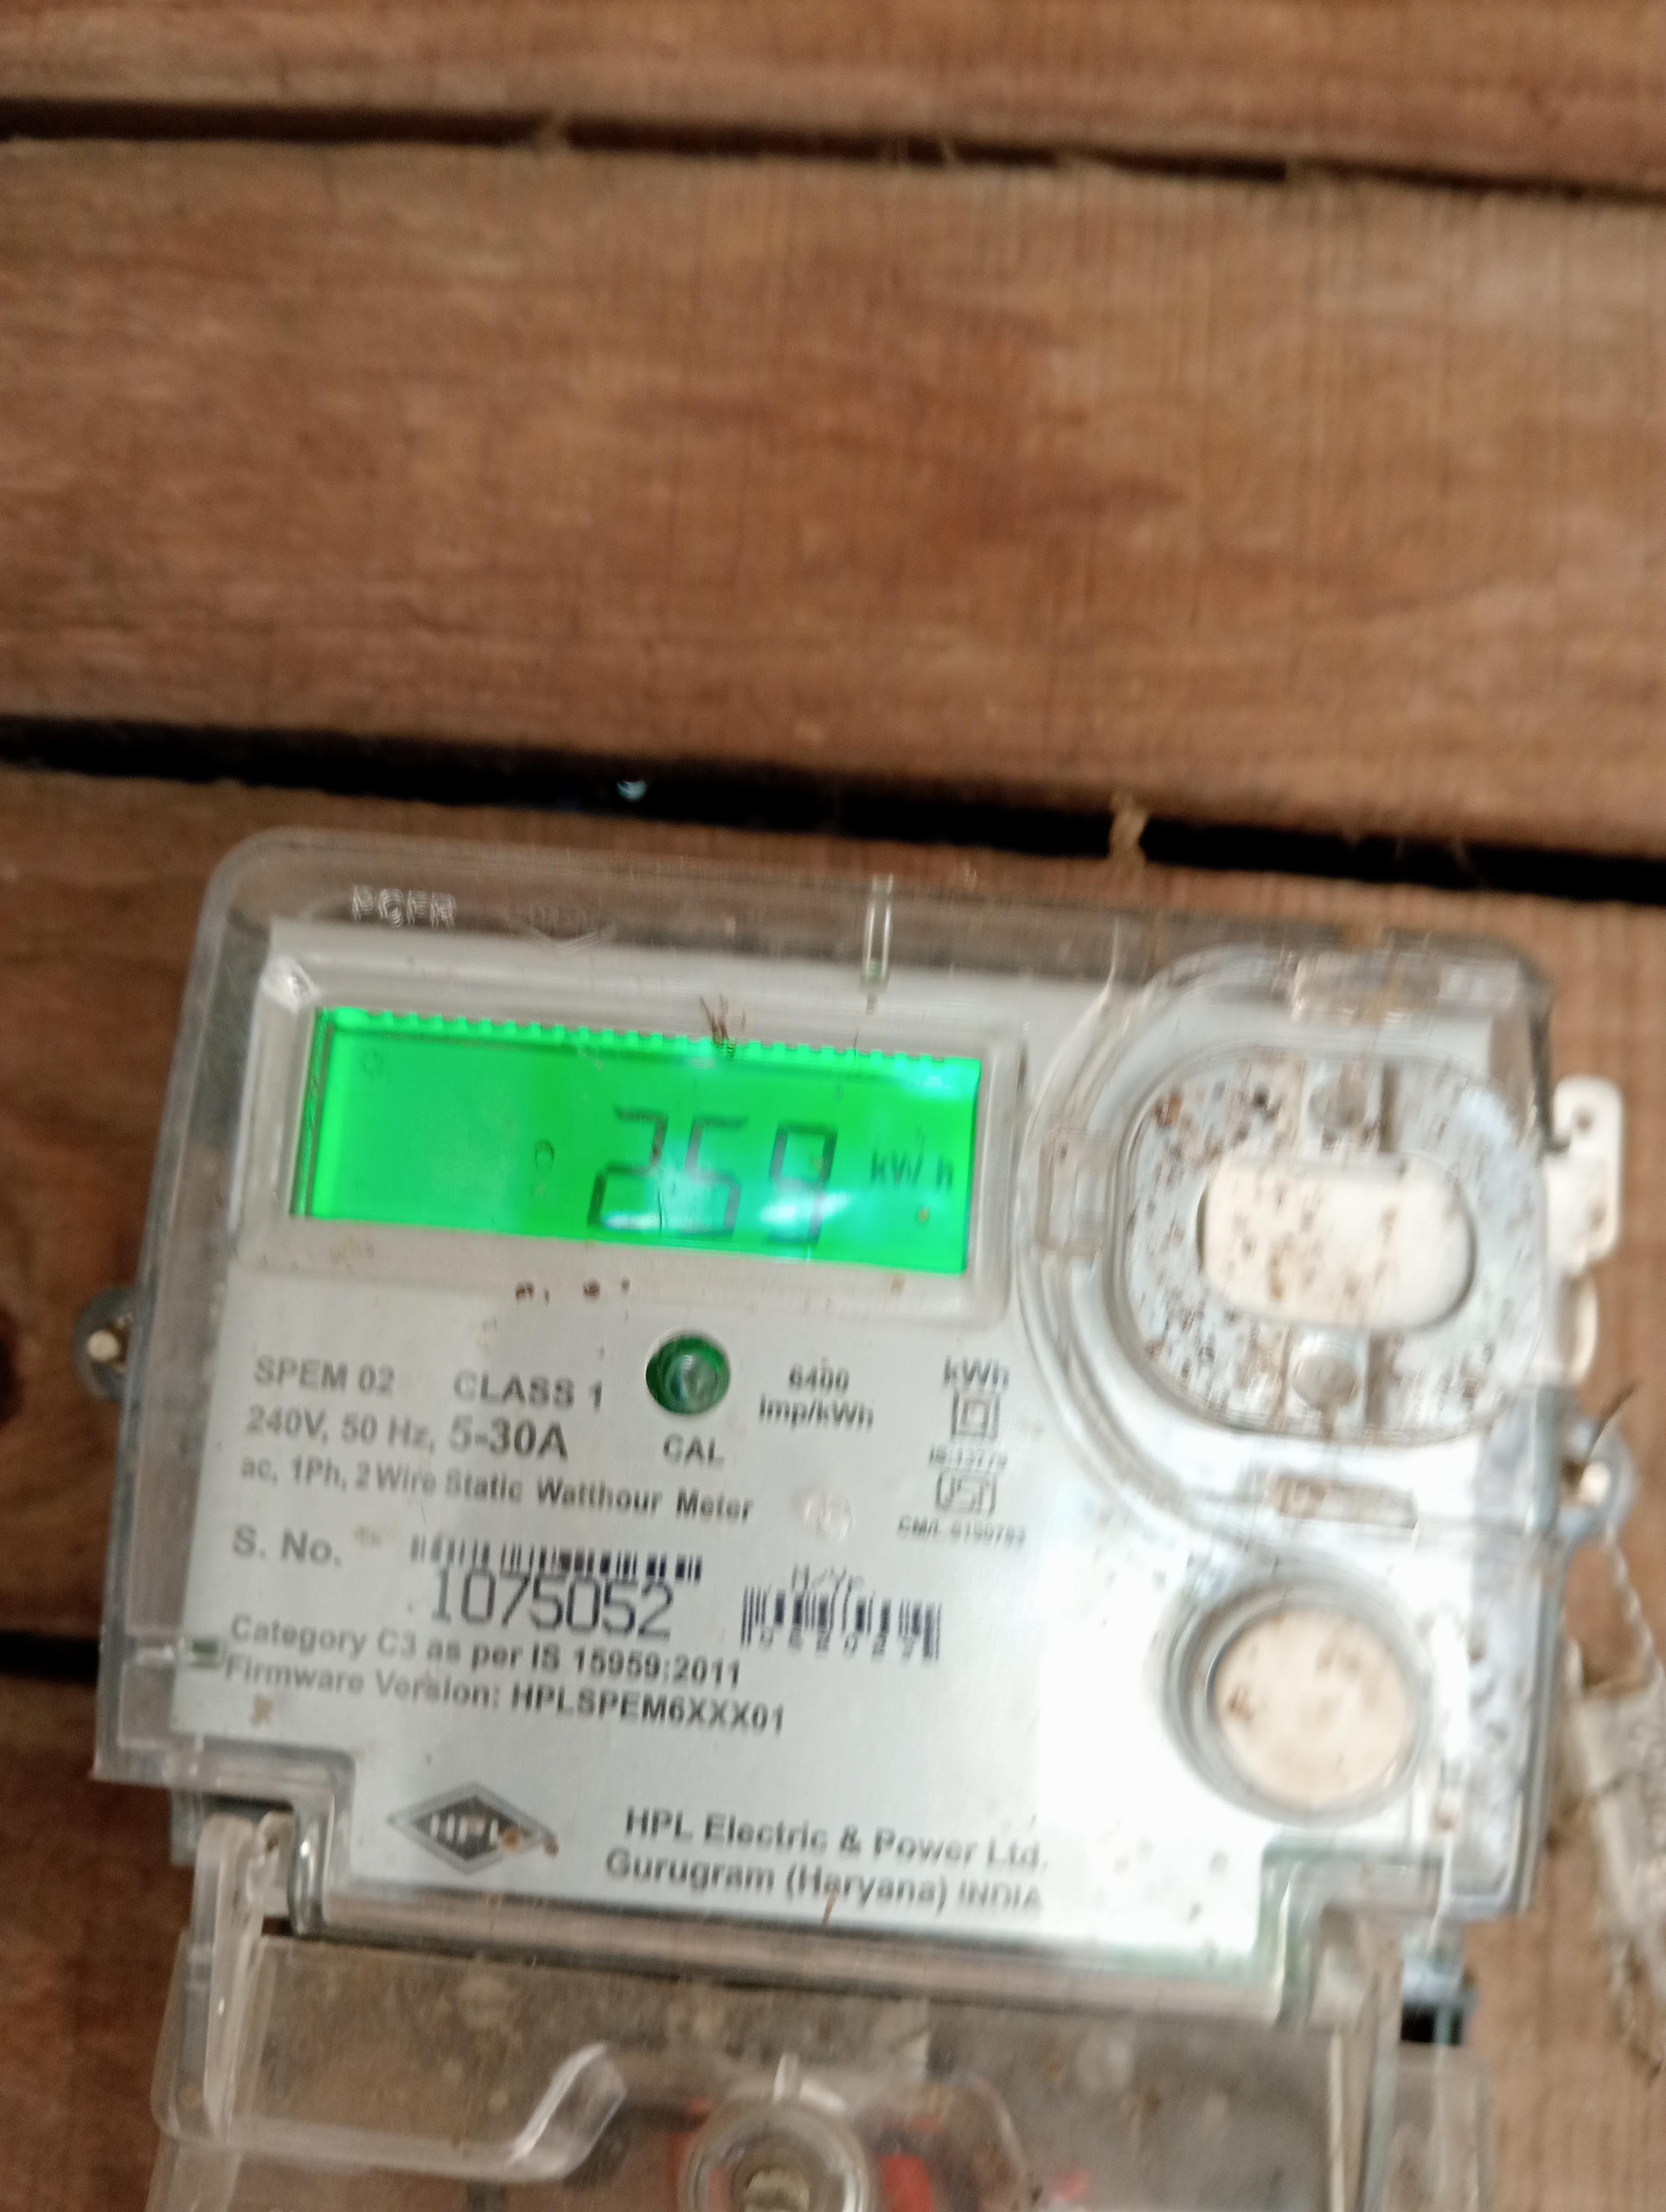 259 kWh
SPEM 02 CLASS 1
240V, 50 Hz, 5-30A
ac, 1Ph, 2 Wire Static Watthour Meter
CAL
6400
imp/kWh
kWh
S. No.
1075052
Category C3 as per IS 15959:2011
Firmware Version: HPLSPEM6XXX01
HPL
HPL Electric & Power Ltd.
Gurugram (Haryana) INDIA